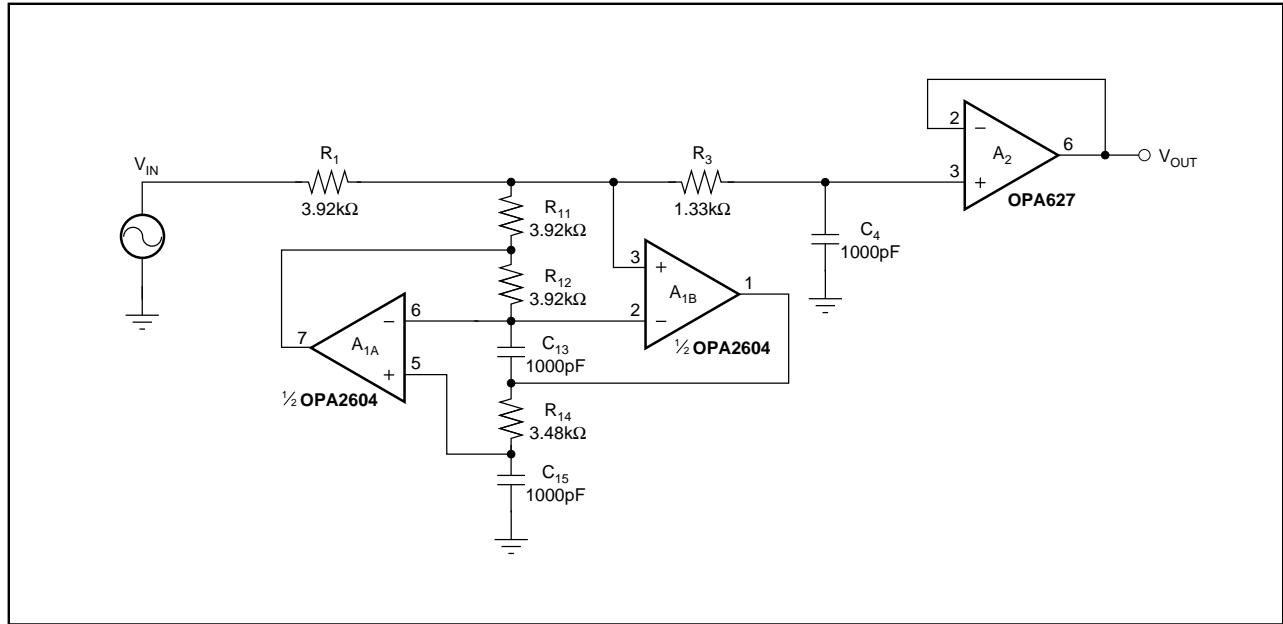 V_IN
R_1
3.92kΩ
R_3
1.33kΩ
2
−
3
+
A_2
6
V_OUT
OPA627
R_11
3.92kΩ
C_4
1000pF
R_12
3.92kΩ
3
+
A_1B
2
−
1
½ OPA2604
7
A_1A
−
6
+
5
½ OPA2604
C_13
1000pF
R_14
3.48kΩ
C_15
1000pF